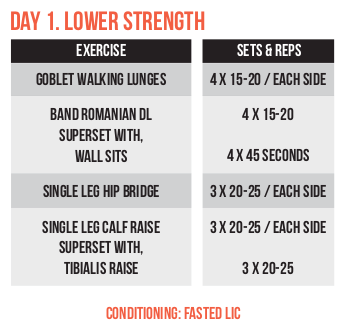 DAY 1. LOWER STRENGTH
EXERCISE SETS & REPS
GOBLET WALKING LUNGES 4 X 15-20 / EACH SIDE
BAND ROMANIAN DL 4 X 15-20
SUPERSET WITH,
WALL SITS 4 X 45 SECONDS
SINGLE LEG HIP BRIDGE 3 X 20-25 / EACH SIDE
SINGLE LEG CALF RAISE 3 X 20-25 / EACH SIDE
SUPERSET WITH,
TIBIALIS RAISE 3 X 20-25
CONDITIONING: FASTED LIC